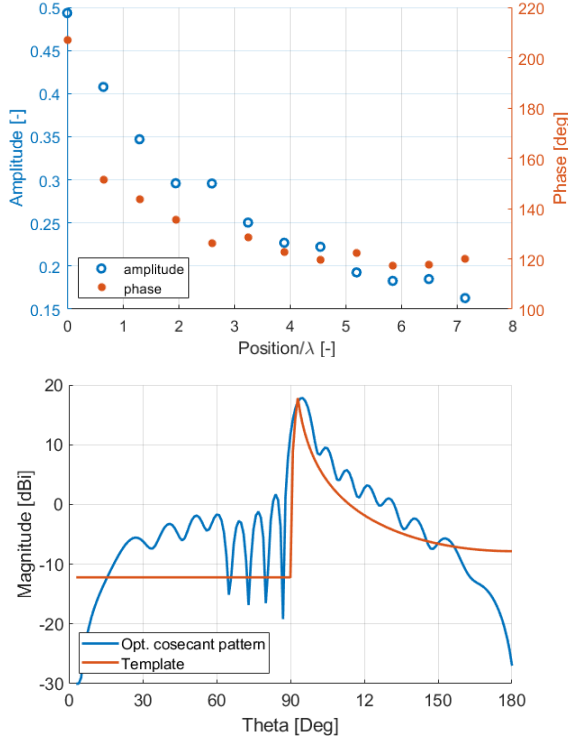 0.5
0.45
0.4
0.35
0.3
0.25
0.2
0.15
Amplitude [-]
220
200
180
160
140
120
100
Phase [deg]
amplitude
phase
0 1 2 3 4 5 6 7 8
Position/λ [-]
20
10
0
-10
-20
-30
Magnitude [dBi]
Opt. cosecant pattern
Template
0 30 60 90 12 150 180
Theta [Deg]